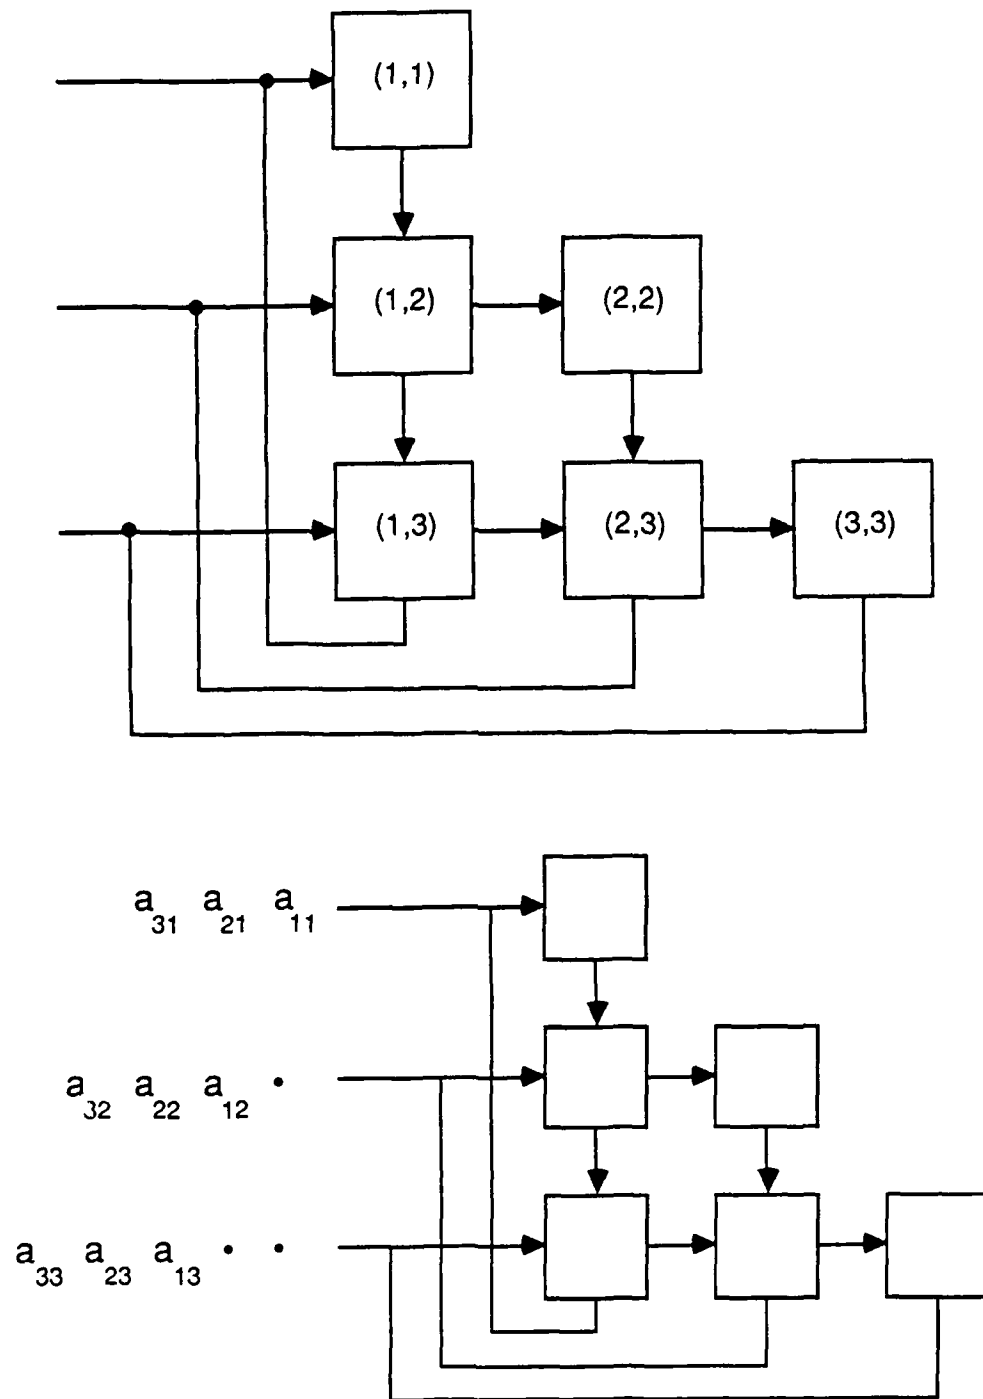 (1,1)
(1,2) (2,2)
(1,3) (2,3) (3,3)
a31 a21 a11
a32 a22 a12 •
a33 a23 a13 • •